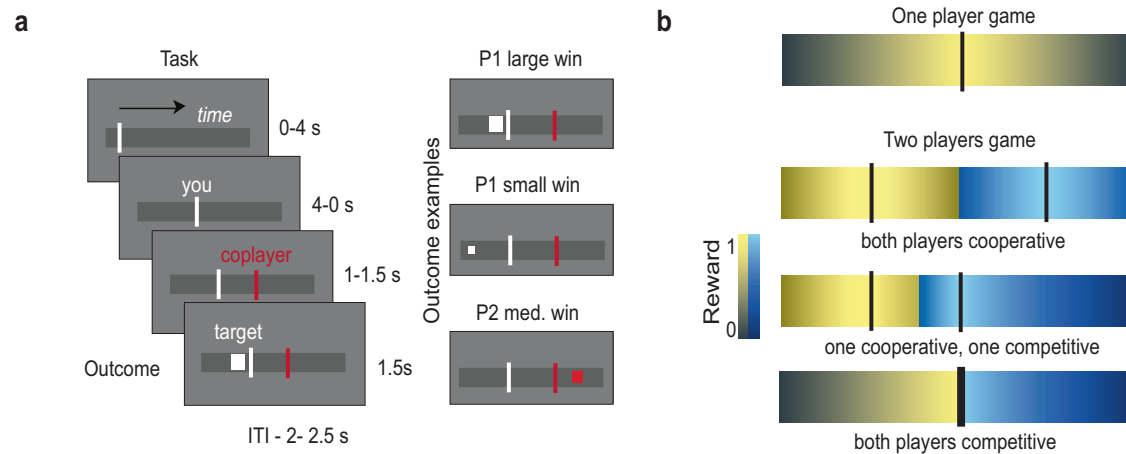 a
Task
time
0-4 s
you
4-0 s
coplayer
1-1.5s
target
1.5s
Outcome
ITI - 2- 2.5 s
Outcome examples
P1 large win
P1 small win
P2 med. win
b
One player game
Two players game
both players cooperative
Reward
1
0
one cooperative, one competitive
both players competitive